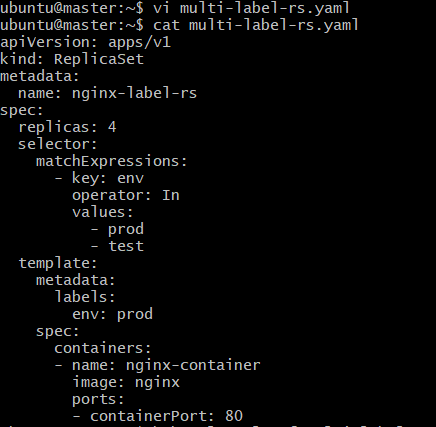 ubuntu@master:~$ vi multi-label-rs.yaml
ubuntu@master:~$ cat multi-label-rs.yaml
apiVersion: apps/v1
kind: ReplicaSet
metadata:
  name: nginx-label-rs
spec:
  replicas: 4
  selector:
    matchExpressions:
      - key: env
        operator: In
        values:
          - prod
          - test
  template:
    metadata:
      labels:
        env: prod
    spec:
      containers:
      - name: nginx-container
        image: nginx
        ports:
        - containerPort: 80